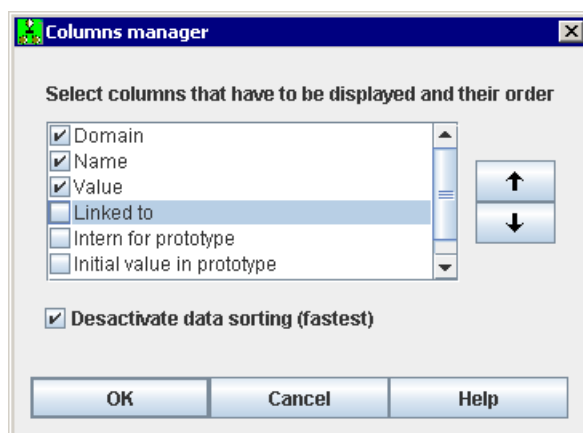 Columns manager
Select columns that have to be displayed and their order
Domain
Name
Value
Linked to
Intern for prototype
Initial value in prototype
Desactivate data sorting (fastest)
OK Cancel Help